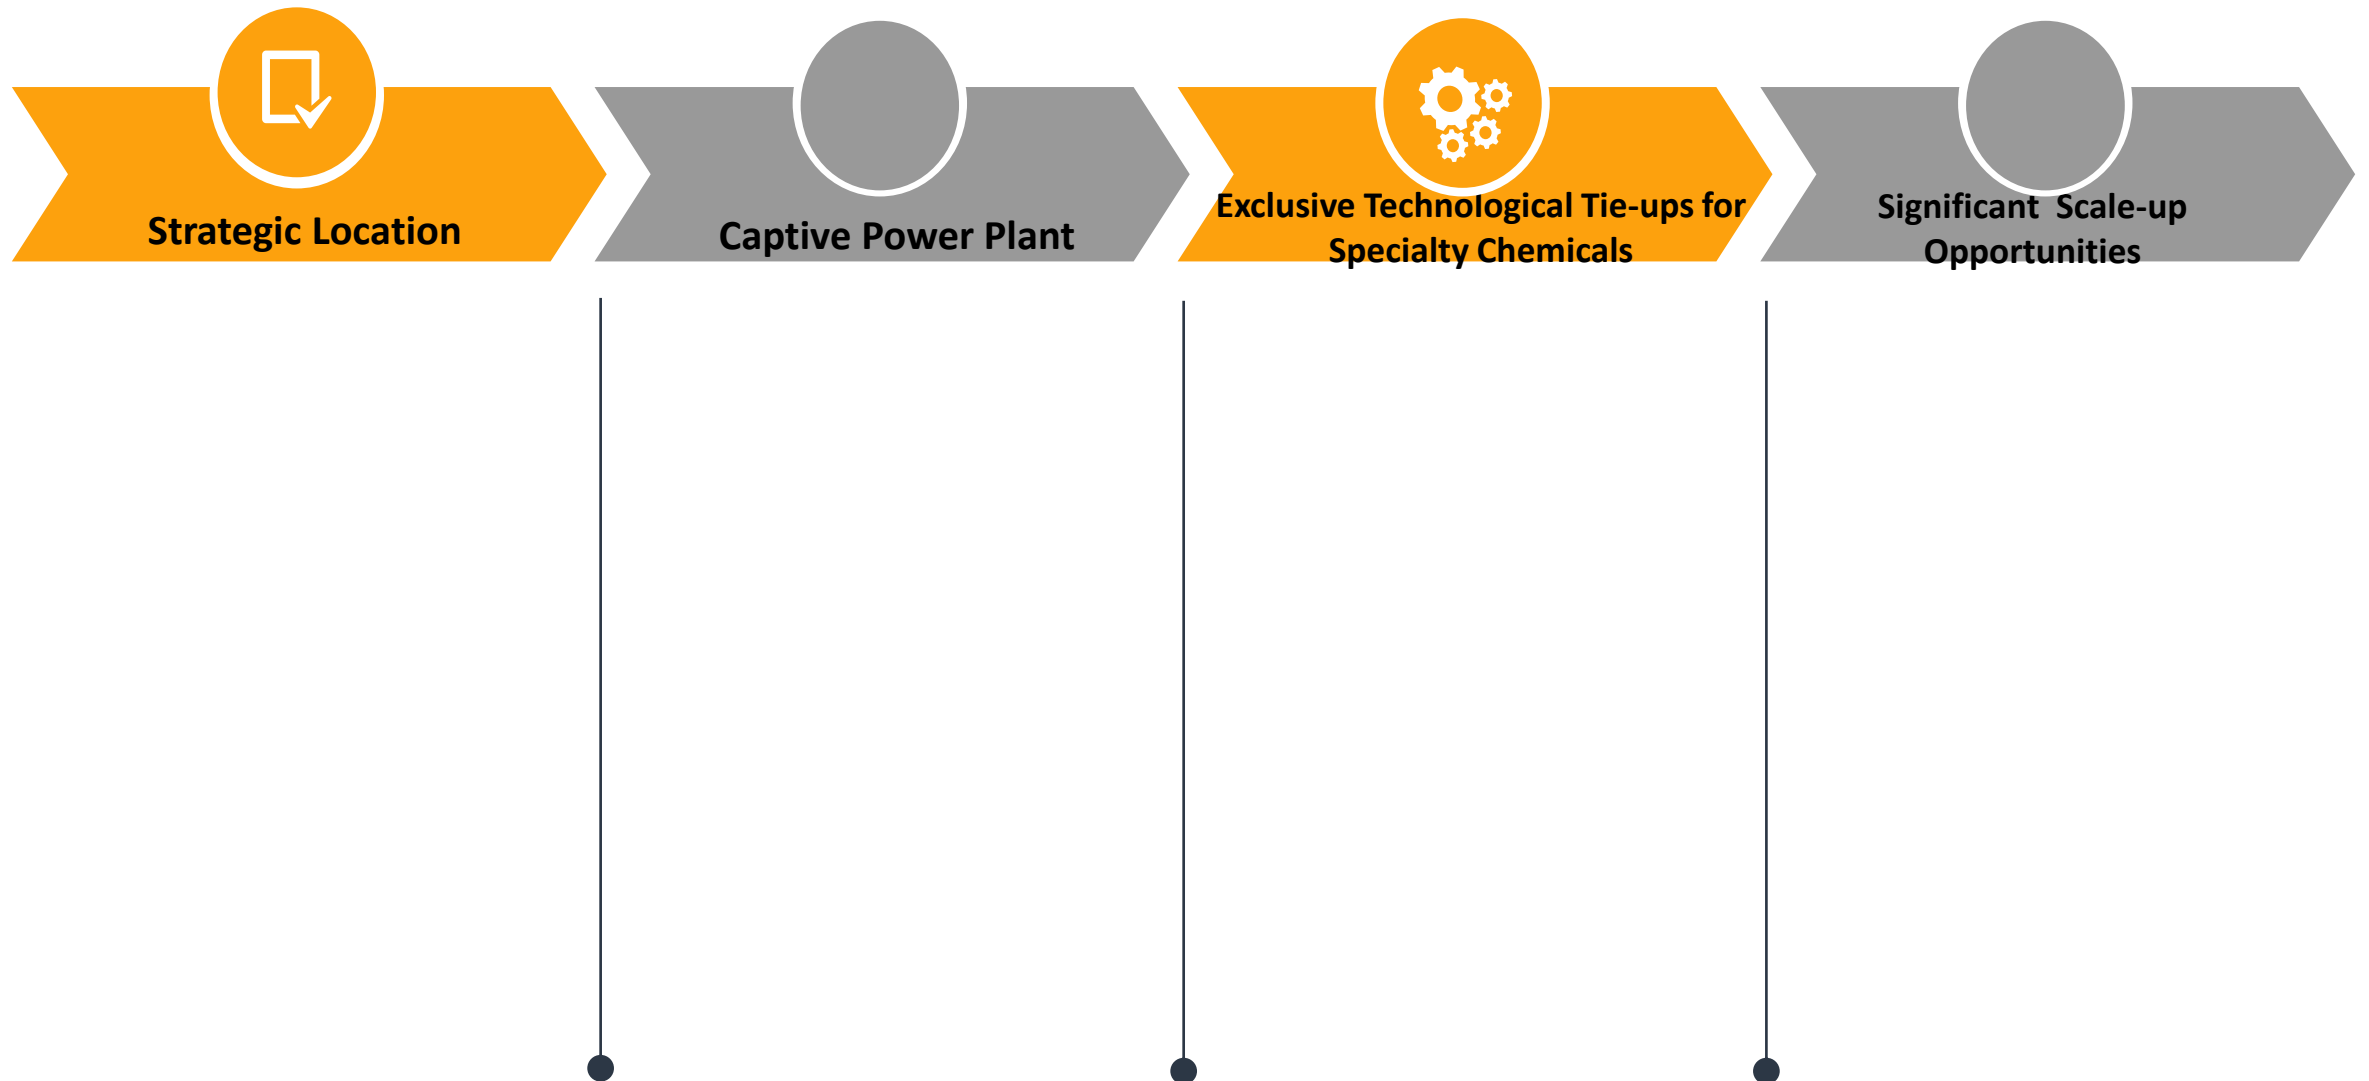 Strategic Location
Captive Power Plant
Exclusive Technological Tie-ups for
Specialty Chemicals
Significant  Scale-up
Opportunities